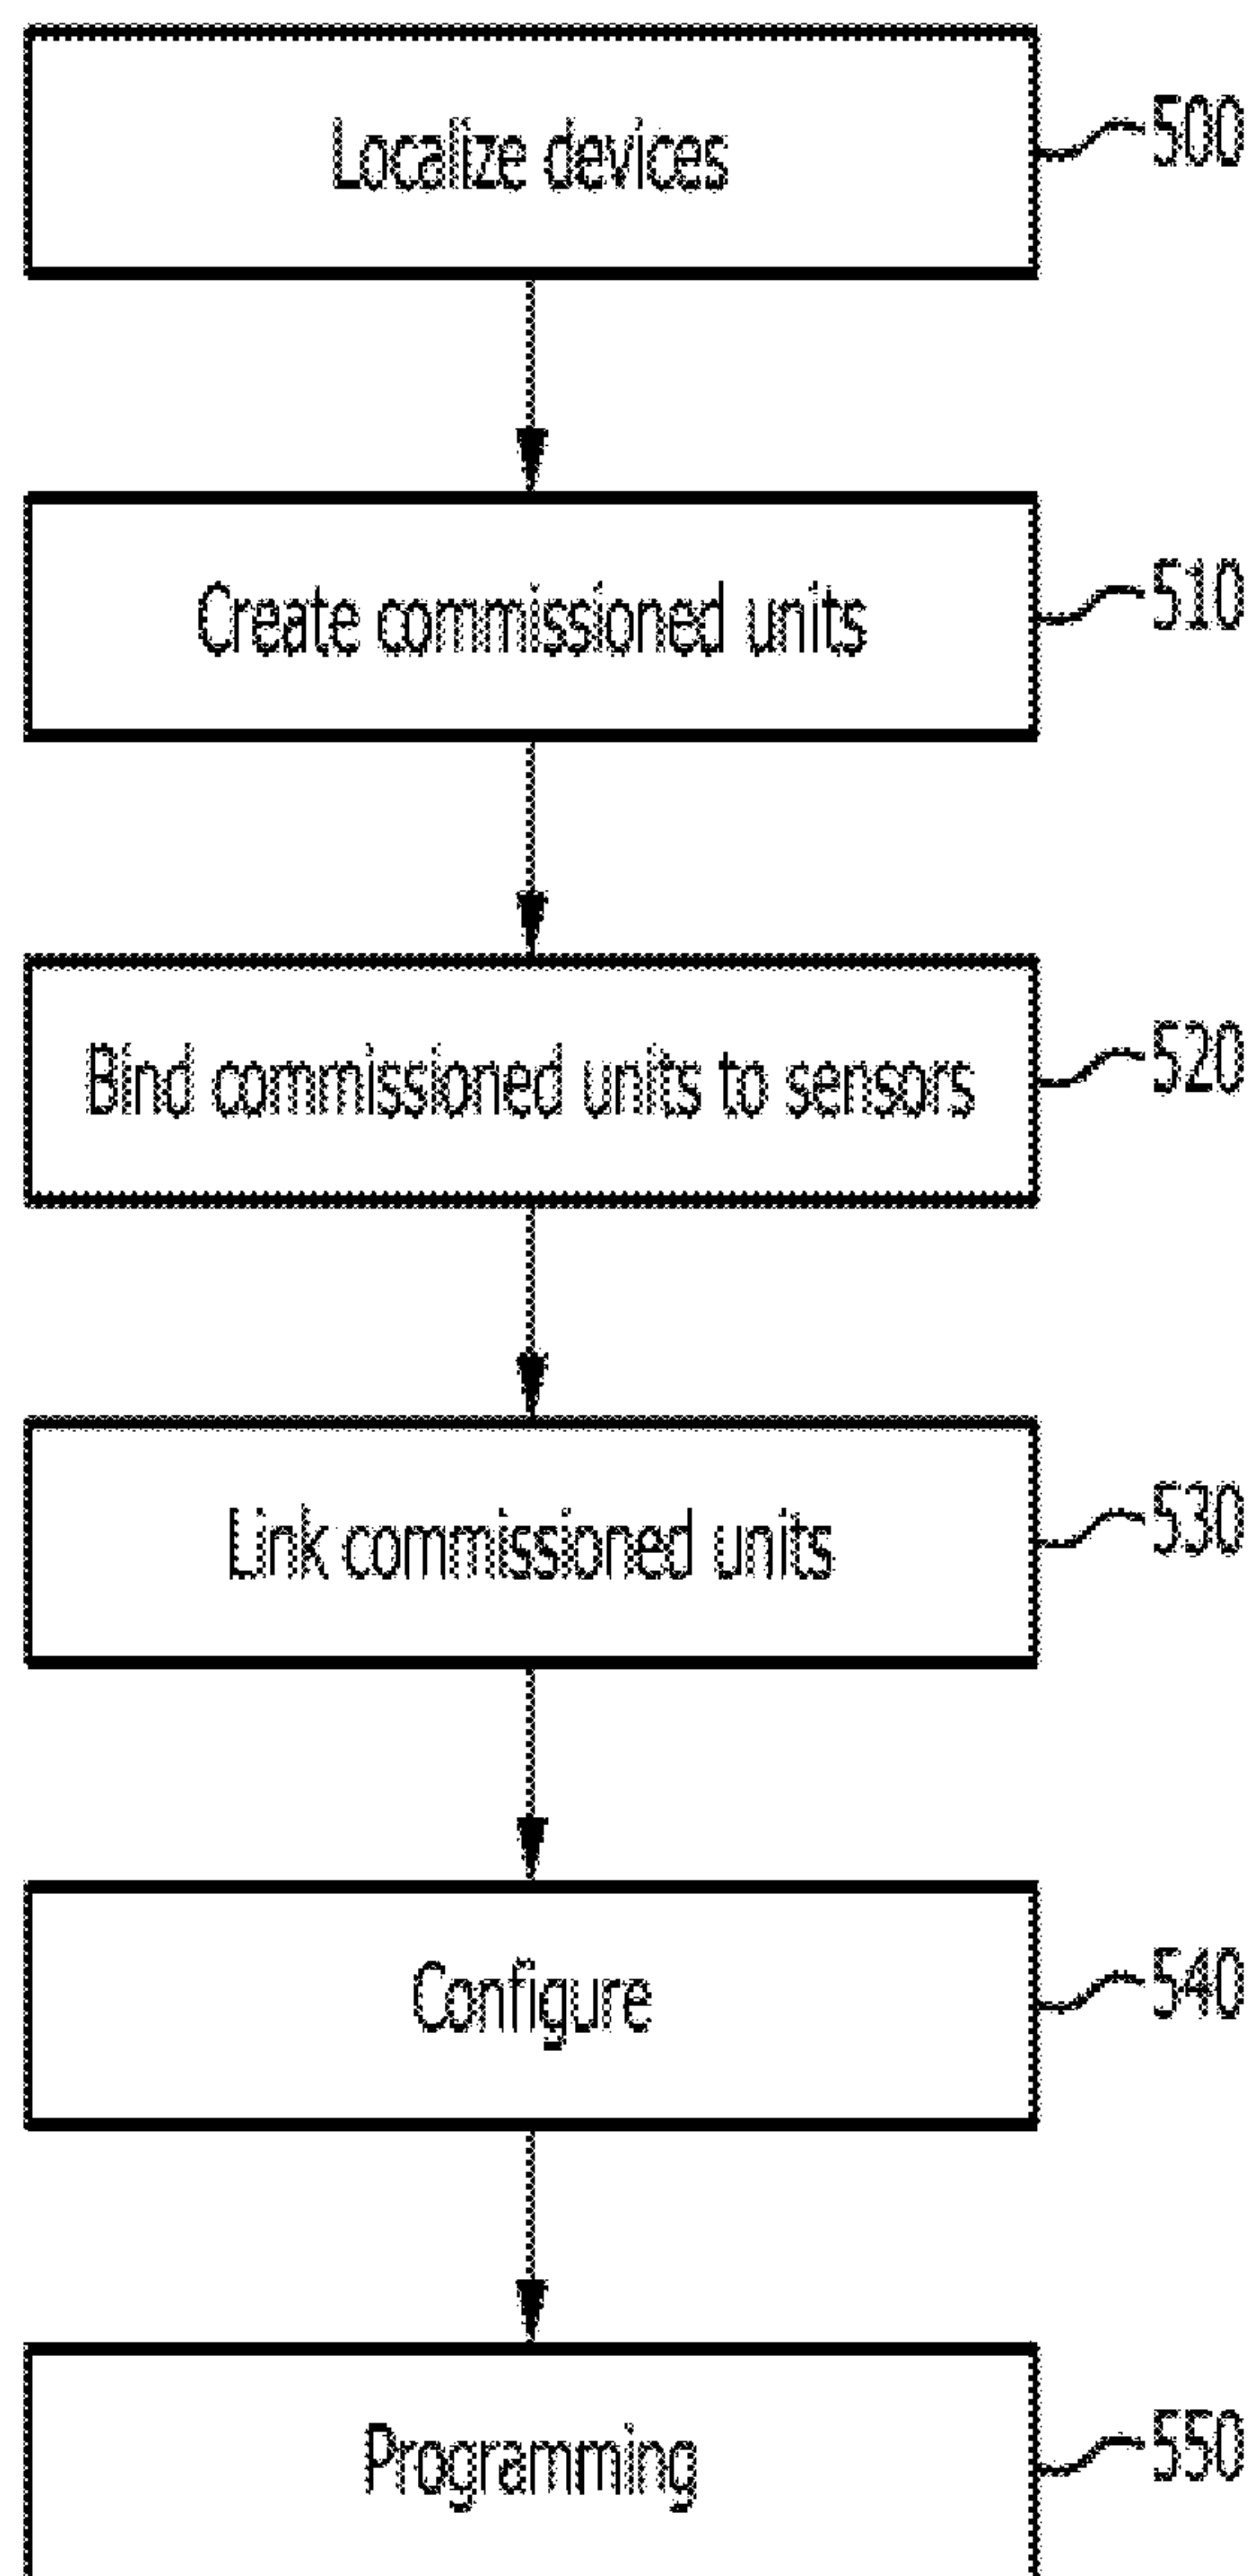 Localize devices
500
Create commissioned units
510
Bind commissioned units to sensors
520
Link commissioned units
530
Configure
540
Programming
550